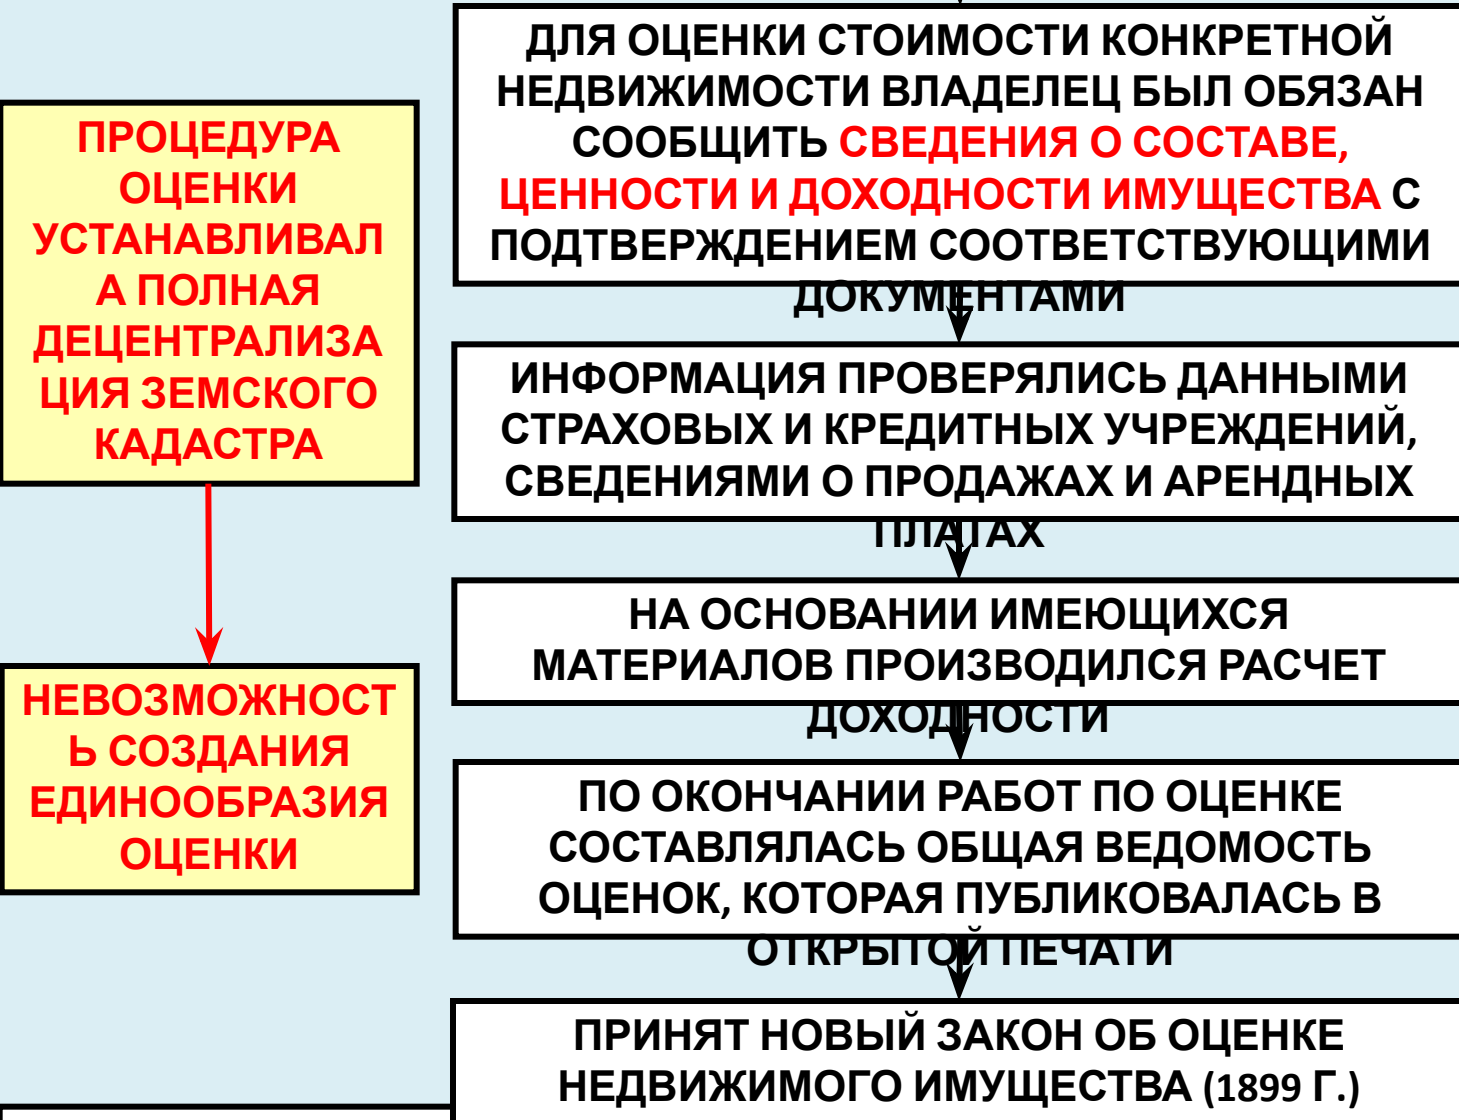 ПРОЦЕДУРА
ОЦЕНКИ
УСТАНАВЛИВАЛ
А ПОЛНАЯ
ДЕЦЕНТРАЛИЗА
ЦИЯ ЗЕМСКОГО
КАДАСТРА
НЕВОЗМОЖНОСТ
Ь СОЗДАНИЯ
ЕДИНООБРАЗИЯ
ОЦЕНКИ
ДЛЯ ОЦЕНКИ СТОИМОСТИ КОНКРЕТНОЙ
НЕДВИЖИМОСТИ ВЛАДЕЛЕЦ БЫЛ ОБЯЗАН
СООБЩИТЬ СВЕДЕНИЯ О СОСТАВЕ,
ЦЕННОСТИ И ДОХОДНОСТИ ИМУЩЕСТВА С
ПОДТВЕРЖДЕНИЕМ СООТВЕТСТВУЮЩИМИ
ДОКУМЕНТАМИ
ИНФОРМАЦИЯ ПРОВЕРЯЛИСЬ ДАННЫМИ
СТРАХОВЫХ И КРЕДИТНЫХ УЧРЕЖДЕНИЙ,
СВЕДЕНИЯМИ О ПРОДАЖАХ И АРЕНДНЫХ
ПЛАТАХ
НА ОСНОВАНИИ ИМЕЮЩИХСЯ
МАТЕРИАЛОВ ПРОИЗВОДИЛСЯ РАСЧЕТ
ДОХОДНОСТИ
ПО ОКОНЧАНИИ РАБОТ ПО ОЦЕНКЕ
СОСТАВЛЯЛАСЬ ОБЩАЯ ВЕДОМОСТЬ
ОЦЕНОК, КОТОРАЯ ПУБЛИКОВАЛАСЬ В
ОТКРЫТОЙ ПЕЧАТИ
ПРИНЯТ НОВЫЙ ЗАКОН ОБ ОЦЕНКЕ
НЕДВИЖИМОГО ИМУЩЕСТВА (1899 Г.)